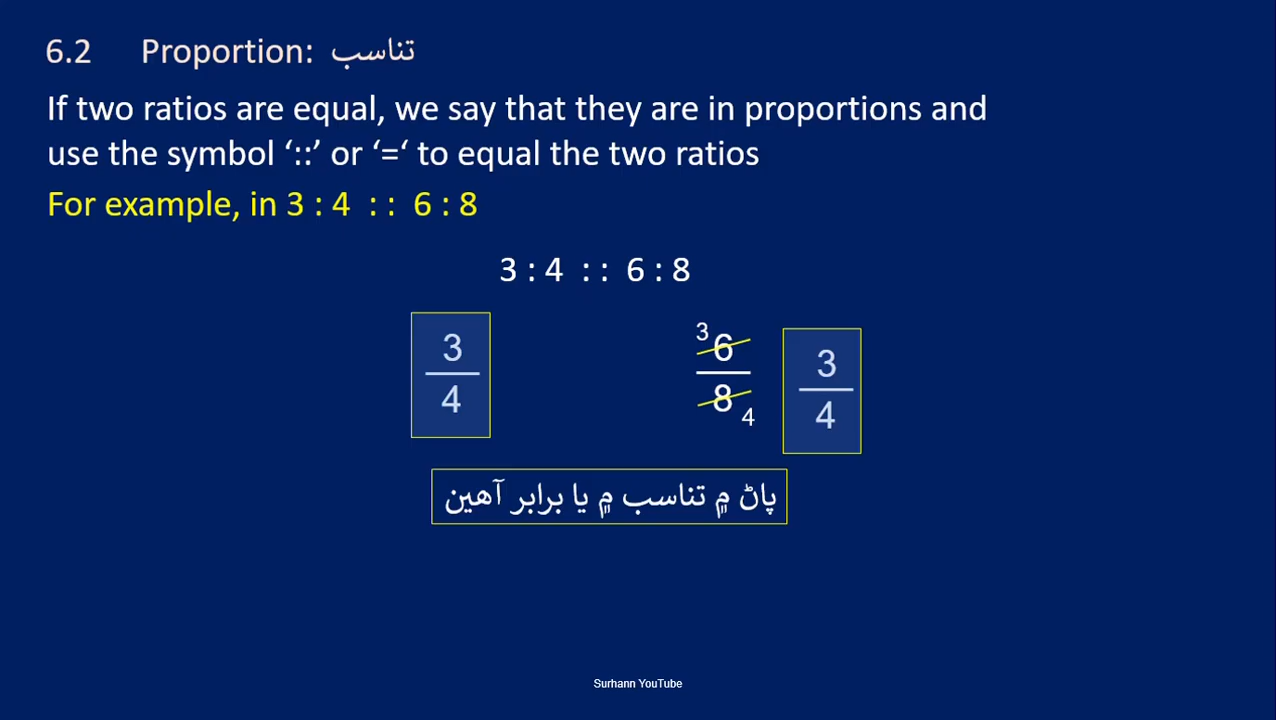 6.2 Proportion: تناسب
If two ratios are equal, we say that they are in proportions and
use the symbol ‘::’ or ‘=‘ to equal the two ratios
For example, in 3 : 4 : : 6 : 8
3 : 4 : : 6 : 8
3
4
3
6
8
4
3
4
پاڻ ۾ تناسب ۾ يا برابر آهين
Surhann YouTube